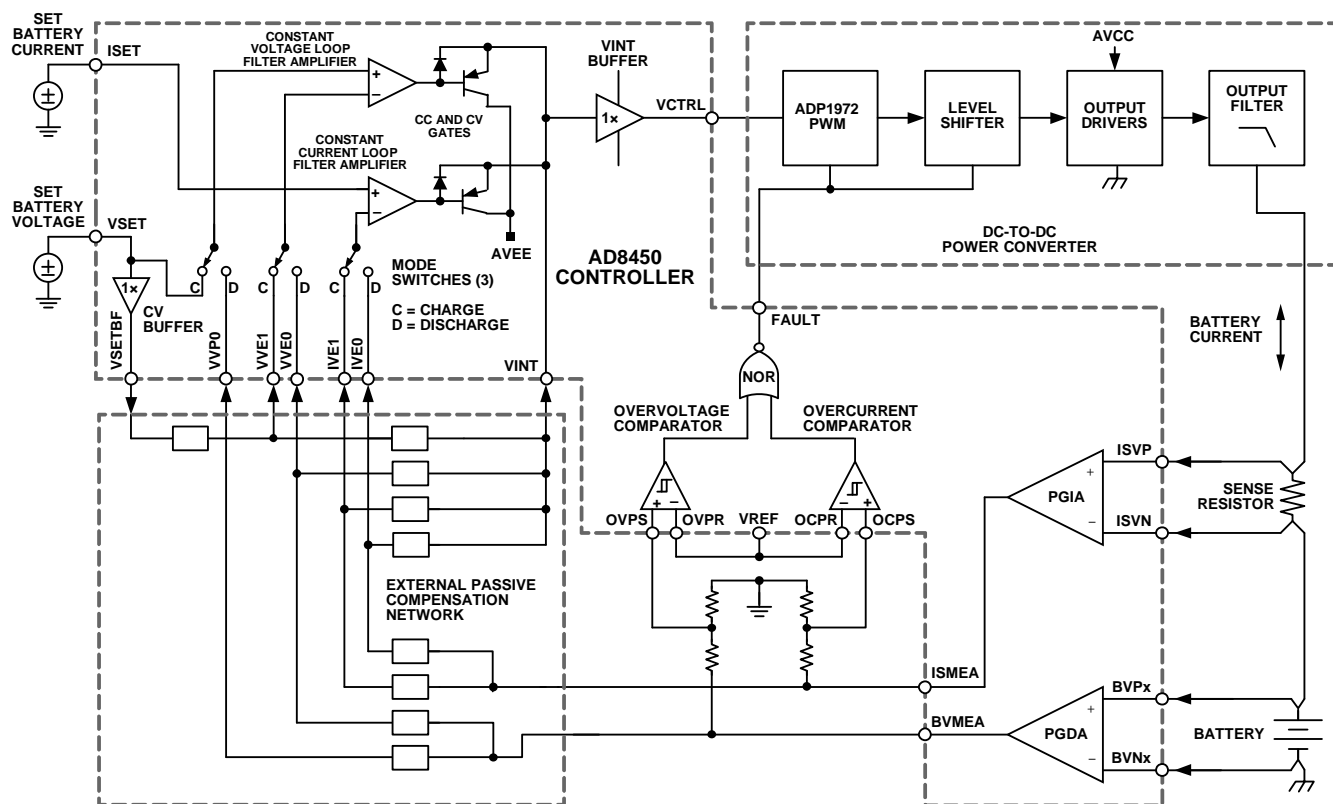 SET
BATTERY
CURRENT
ISET
CONSTANT
VOLTAGE LOOP
FILTER AMPLIFIER
+
−
CC AND CV
GATES
VINT
BUFFER
1×
VCTRL
AVCC
ADP1972
PWM
LEVEL
SHIFTER
OUTPUT
DRIVERS
OUTPUT
FILTER
CONSTANT
CURRENT LOOP
FILTER AMPLIFIER
+
−
SET
BATTERY
VOLTAGE
VSET
AVEE
DC-TO-DC
POWER CONVERTER
AD8450
CONTROLLER
MODE
SWITCHES (3)
C = CHARGE
D = DISCHARGE
1×
CV
BUFFER
C
D
C
D
C
D
VSETBF
VVP0
VVE1
VVE0
IVE1
IVE0
VINT
FAULT
BATTERY
CURRENT
NOR
OVERVOLTAGE
COMPARATOR
OVERCURRENT
COMPARATOR
+
−
−
+
OVPS
OVPR
VREF
OCPR
OCPS
PGIA
+
−
ISVP
ISVN
SENSE
RESISTOR
EXTERNAL PASSIVE
COMPENSATION
NETWORK
ISMEA
BVMEA
PGDA
+
−
BVPx
BVNx
BATTERY